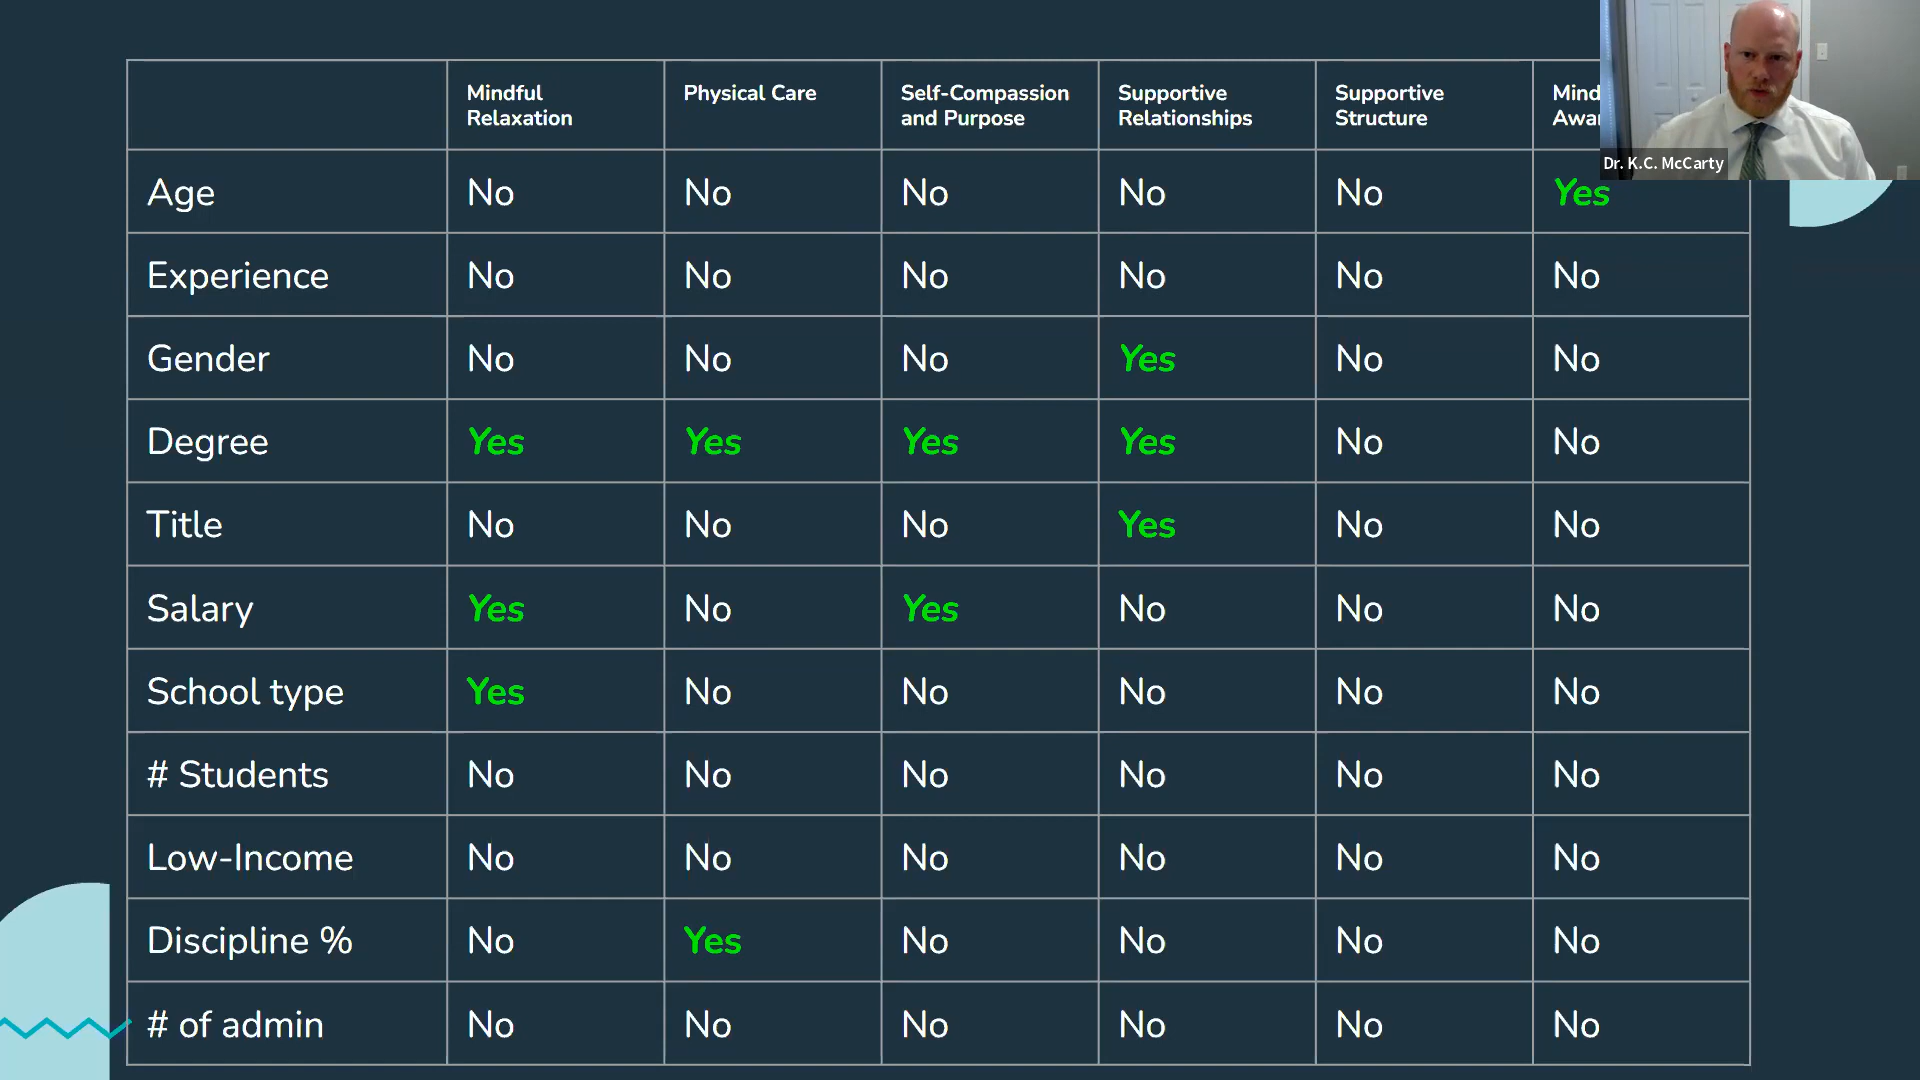 Mindful Relaxation Physical Care Self-Compassion and Purpose Supportive Relationships Supportive Structure
Dr. K.C. McCarty
Age No No No No No Yes
Experience No No No No No No
Gender No No No Yes No No
Degree Yes Yes Yes Yes No No
Title No No No Yes No No
Salary Yes No Yes No No No
School type Yes No No No No No
# Students No No No No No No
Low-Income No No No No No No
Discipline % No Yes No No No No
# of admin No No No No No No